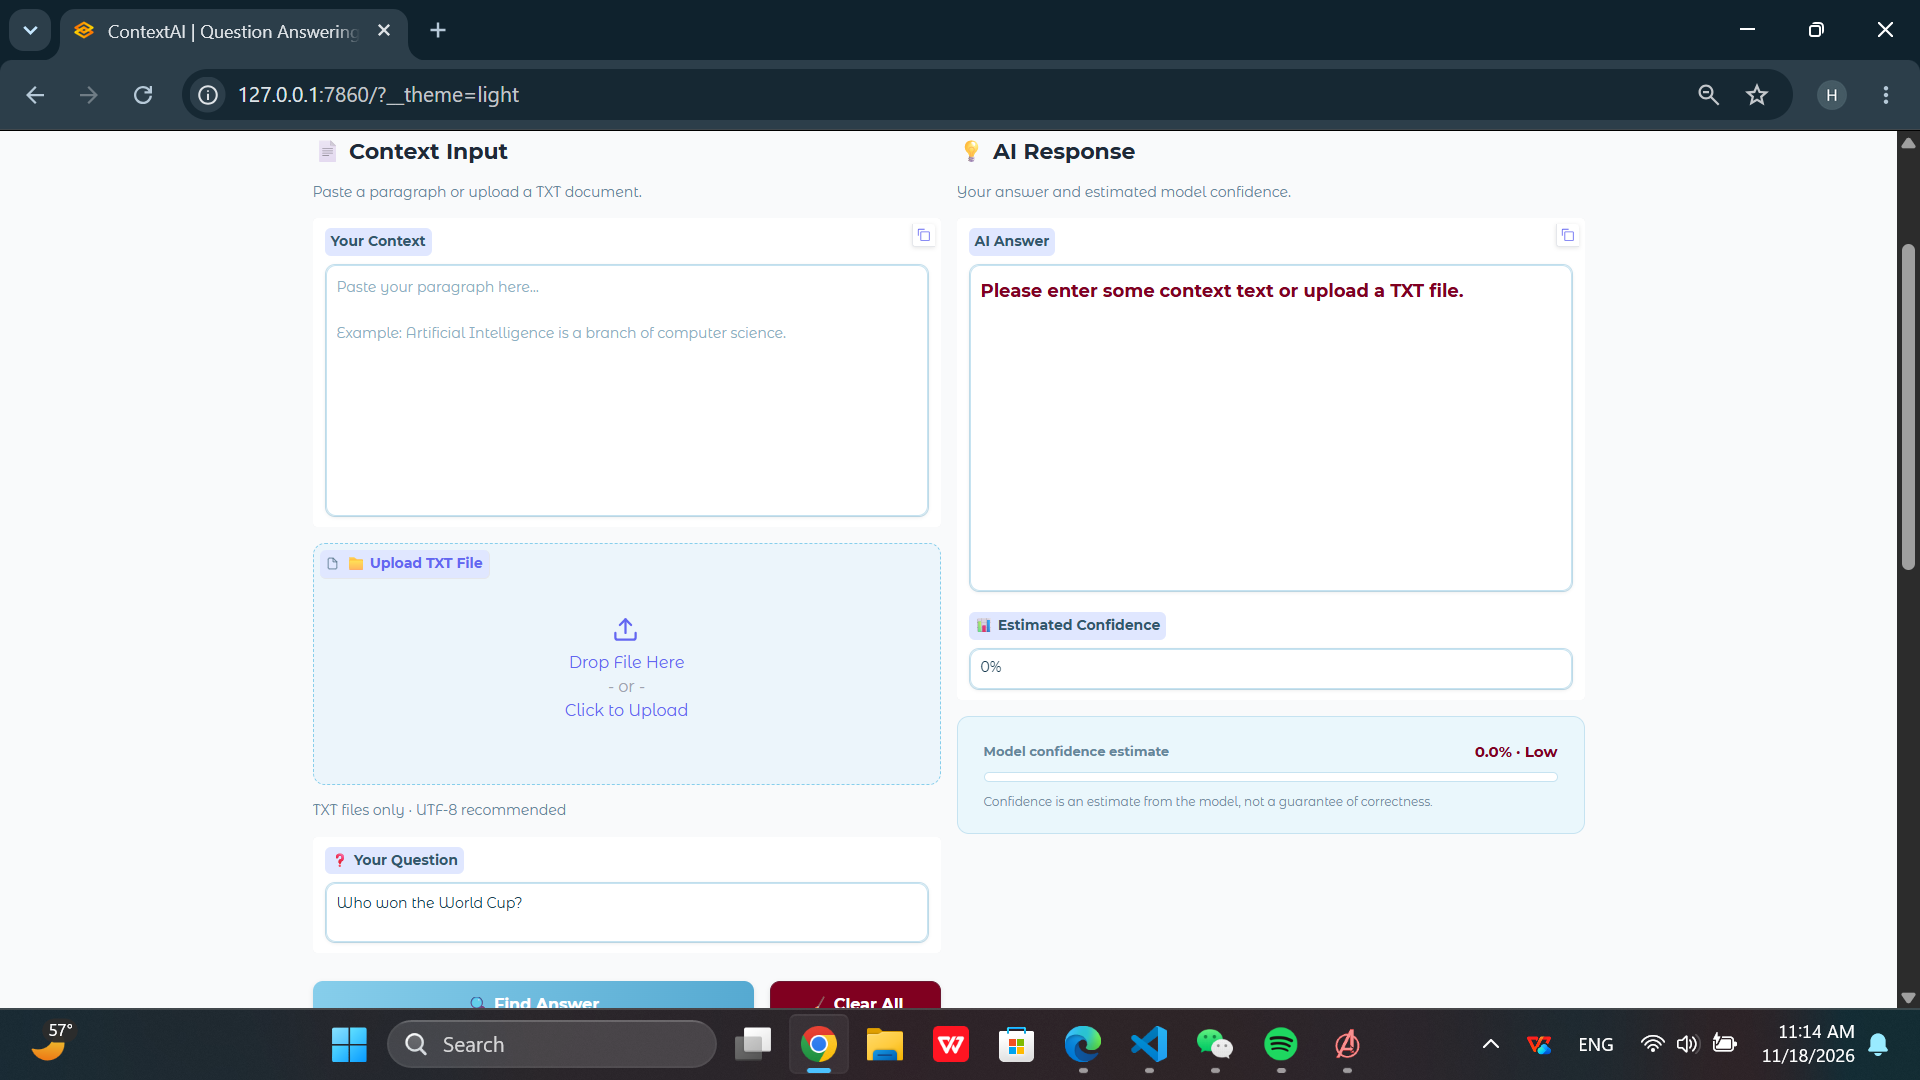 ContextAI | Question Answering
127.0.0.1:7860/?__theme=light
H
Context Input
Paste a paragraph or upload a TXT document.
Your Context
Paste your paragraph here...
Example: Artificial Intelligence is a branch of computer science.
Upload TXT File
Drop File Here
- or -
Click to Upload
TXT files only · UTF-8 recommended
Your Question
Who won the World Cup?
Find Answer
Clear All
AI Response
Your answer and estimated model confidence.
AI Answer
Please enter some context text or upload a TXT file.
Estimated Confidence
0%
Model confidence estimate
0.0% · Low
Confidence is an estimate from the model, not a guarantee of correctness.
57°
Search
ENG
11:14 AM
11/18/2026